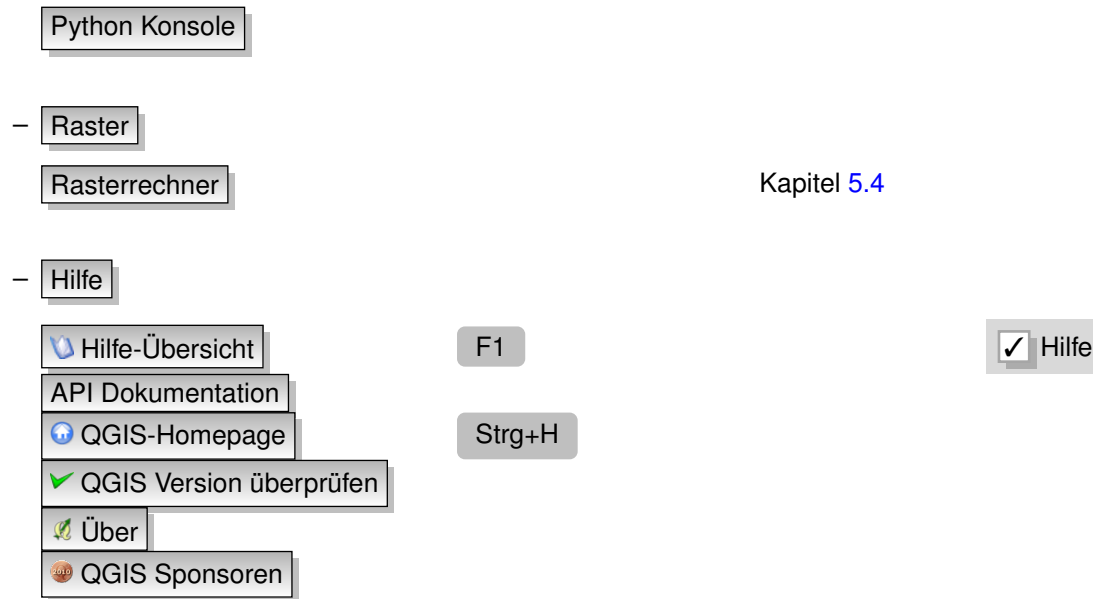 Python Konsole
– Raster
Rasterrechner Kapitel 5.4
– Hilfe
Hilfe-Übersicht F1 ✓ Hilfe
API Dokumentation
QGIS-Homepage Strg+H
QGIS Version überprüfen
Über
2010 QGIS Sponsoren